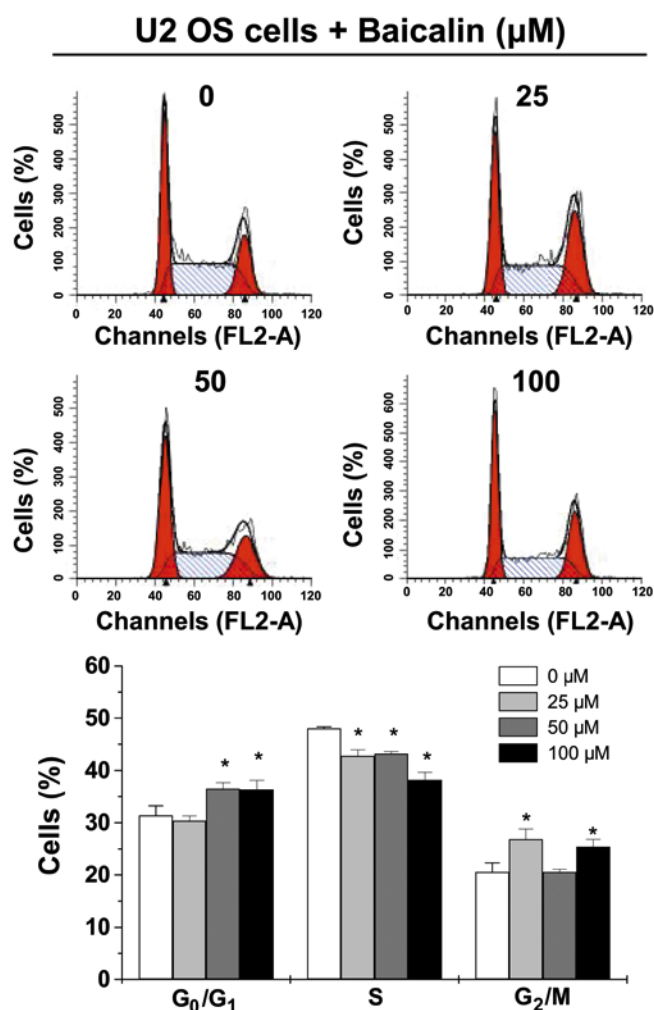 U2 OS cells + Baicalin (µM)
0
25
Cells (%)
500
400
300
200
100
0
0 20 40 60 80 100 120
Channels (FL2-A)
Cells (%)
500
400
300
200
100
0
0 20 40 60 80 100 120
Channels (FL2-A)
50
100
Cells (%)
500
400
300
200
100
0
0 20 40 60 80 100 120
Channels (FL2-A)
Cells (%)
600
500
400
300
200
100
0
0 20 40 60 80 100 120
Channels (FL2-A)
Cells (%)
60
50
40
30
20
10
0
* *
* * *
* *
0 µM
25 µM
50 µM
100 µM
G₀/G₁ S G₂/M